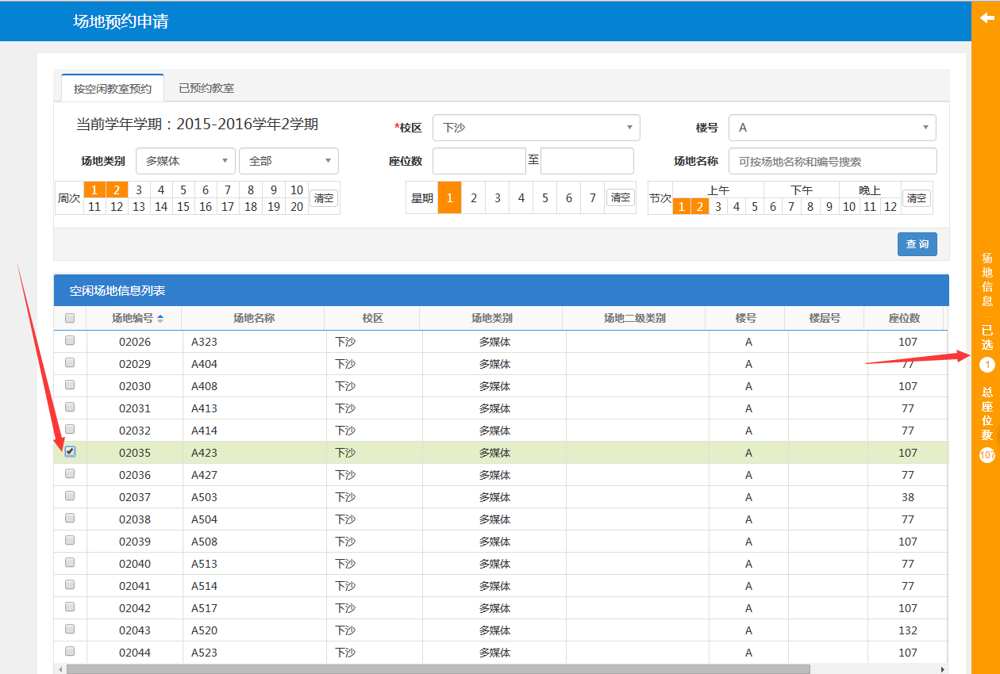 场地预约申请
按空闲教室预约 已预约教室
当前学年学期：2015-2016学年2学期 *校区 下沙 楼号 A
场地类别 多媒体 全部 座位数 至 场地名称 可按场地名称和编号搜索
周次 1 2 3 4 5 6 7 8 9 10 清空 星期 1 2 3 4 5 6 7 清空 节次 上午 下午 晚上 清空
11 12 13 14 15 16 17 18 19 20 1 2 3 4 5 6 7 8 9 10 11 12
查询
空闲场地信息列表
场地编号 场地名称 校区 场地类别 场地二级类别 楼号 楼层号 座位数
02026 A323 下沙 多媒体 A 107
02029 A404 下沙 多媒体 A 77
02030 A408 下沙 多媒体 A 107
02031 A413 下沙 多媒体 A 77
02032 A414 下沙 多媒体 A 77
02035 A423 下沙 多媒体 A 107
02036 A427 下沙 多媒体 A 77
02037 A503 下沙 多媒体 A 38
02038 A504 下沙 多媒体 A 77
02039 A508 下沙 多媒体 A 107
02040 A513 下沙 多媒体 A 77
02041 A514 下沙 多媒体 A 77
02042 A517 下沙 多媒体 A 107
02043 A520 下沙 多媒体 A 132
02044 A523 下沙 多媒体 A 107
场地信息
已选
1
总座位数
107